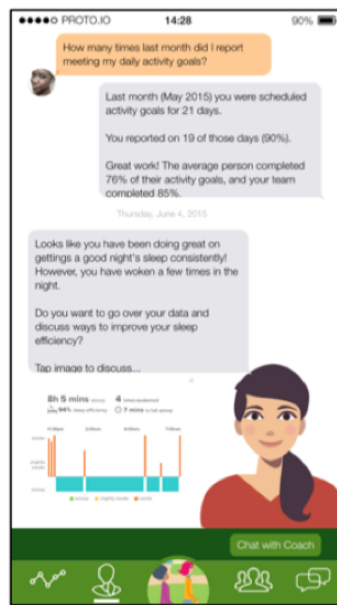 PROTO.IO 14:28 90%
How many times last month did I report
meeting my daily activity goals?
Last month (May 2015) you were scheduled
activity goals for 21 days.
You reported on 19 of those days (90%).
Great work! The average person completed
76% of their activity goals, and your team
completed 85%.
Thursday, June 4, 2015
Looks like you have been doing great on
gettings a good night's sleep consistently!
However, you have woken a few times in the
night.
Do you want to go over your data and
discuss ways to improve your sleep
efficiency?
Tap image to discuss...
8h 5 mins 4 times awakened
94% sleep efficiency 7 mins to fall asleep
Chat with Coach